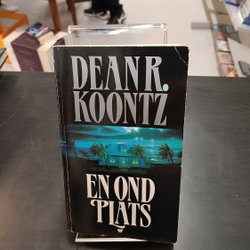 DEAN R.
KOONTZ
EN OND
PLATS